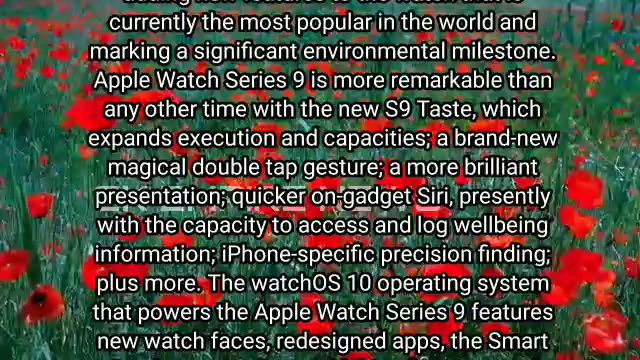 currently the most popular in the world and
marking a significant environmental milestone.
Apple Watch Series 9 is more remarkable than
any other time with the new S9 Taste, which
expands execution and capacities; a brand-new
magical double tap gesture; a more brilliant
presentation; quicker on-gadget Siri, presently
with the capacity to access and log wellbeing
information; iPhone-specific precision finding;
plus more. The watchOS 10 operating system
that powers the Apple Watch Series 9 features
new watch faces, redesigned apps, the Smart